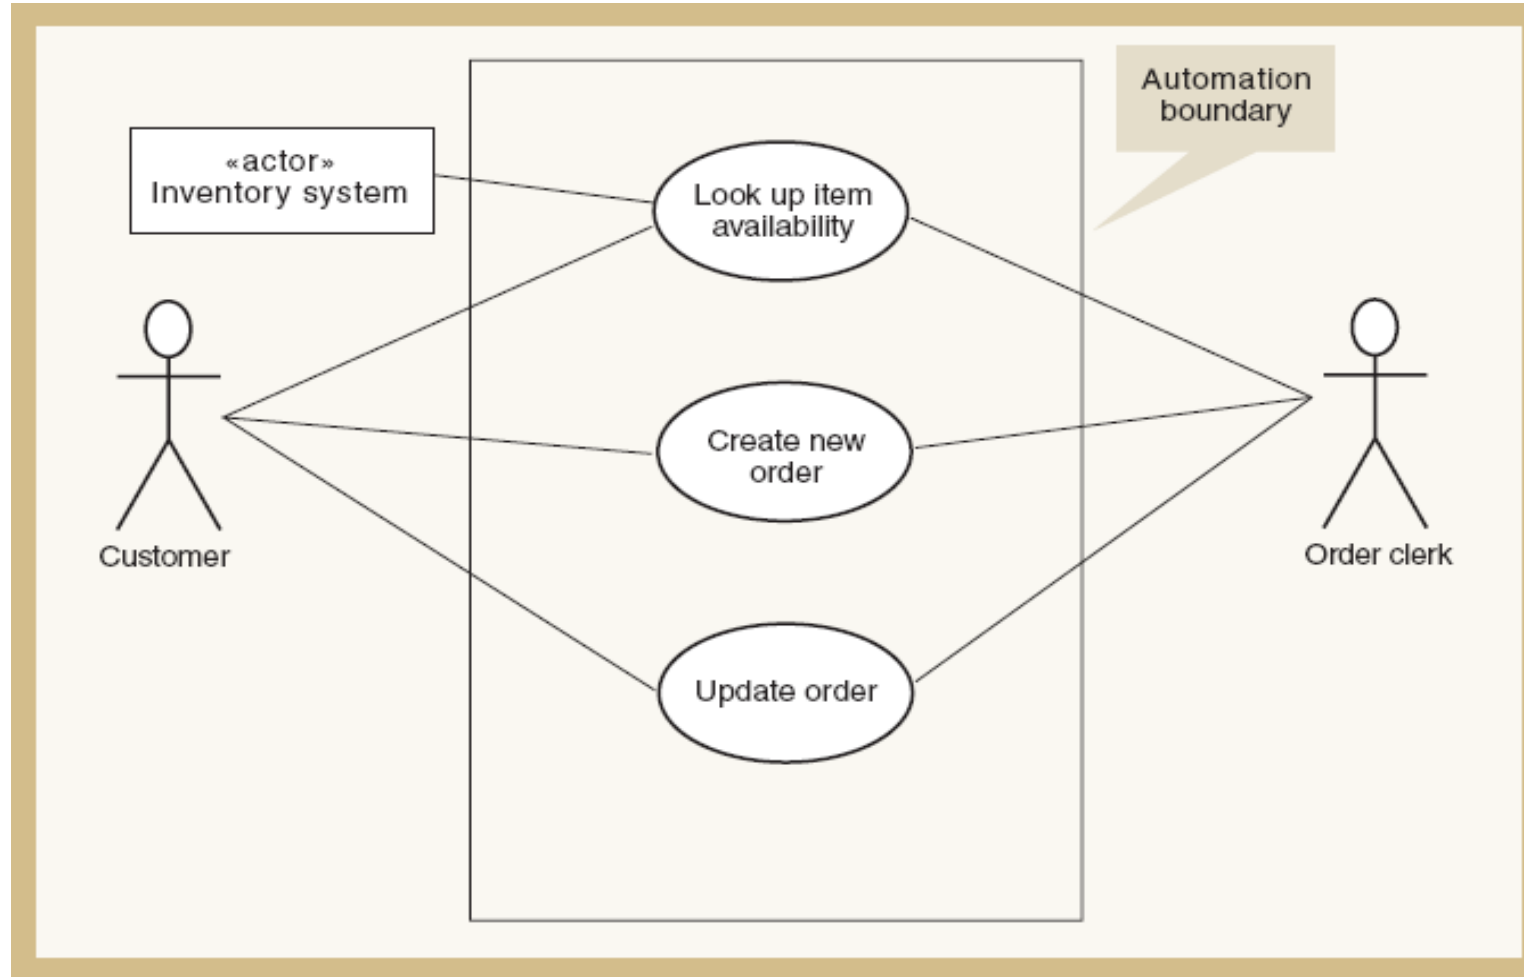 Automation
boundary
«actor»
Inventory system
Look up item
availability
Create new
order
Customer
Order clerk
Update order